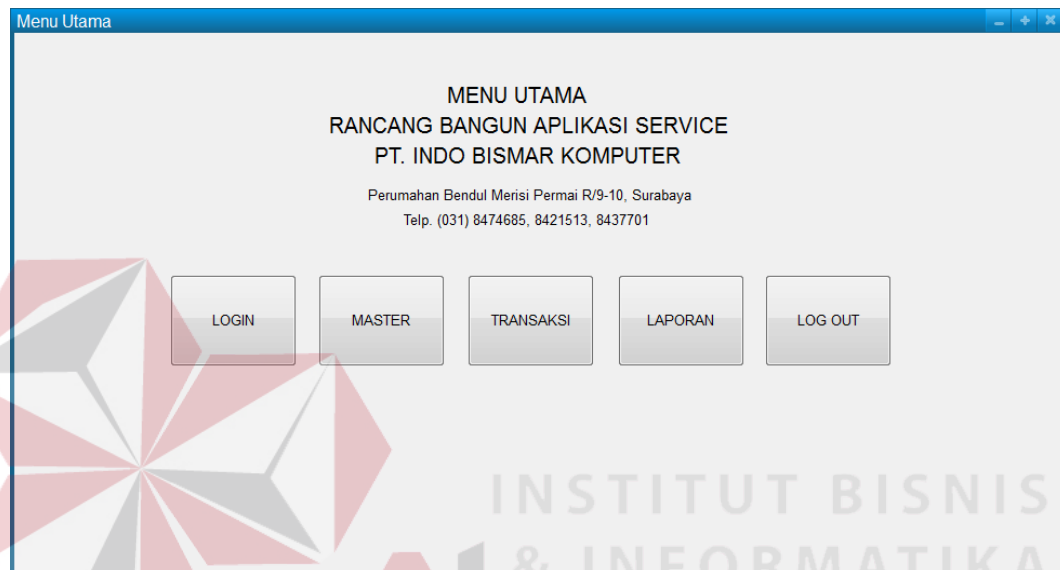 Menu Utama
MENU UTAMA
RANCANG BANGUN APLIKASI SERVICE
PT. INDO BISMAR KOMPUTER
Perumahan Bendul Merisi Permai R/9-10, Surabaya
Telp. (031) 8474685, 8421513, 8437701
LOGIN MASTER TRANSAKSI LAPORAN LOG OUT
INSTITUT BISNIS
& INFORMATIKA